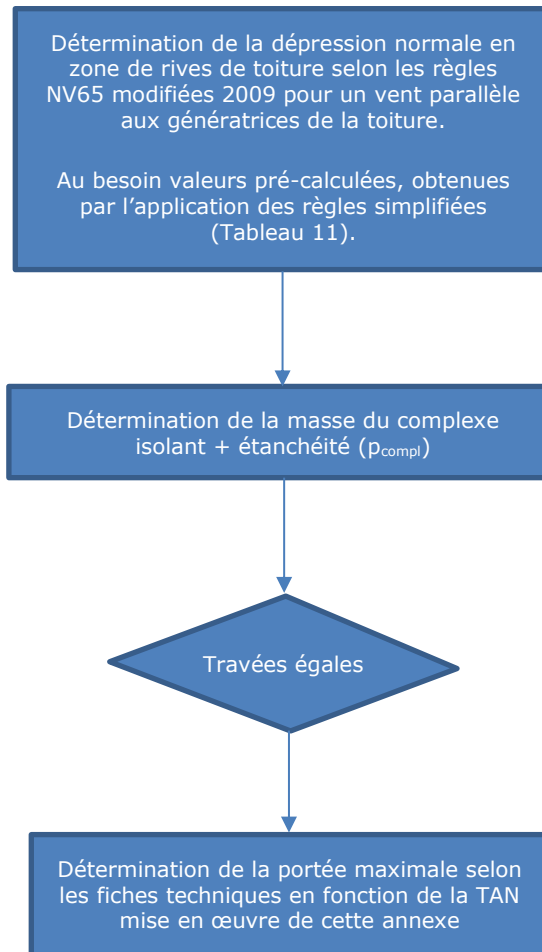 Détermination de la dépression normale en
zone de rives de toiture selon les règles
NV65 modifiées 2009 pour un vent parallèle
aux génératrices de la toiture.
Au besoin valeurs pré-calculées, obtenues
par l’application des règles simplifiées
(Tableau 11).
Détermination de la masse du complexe
isolant + étanchéité (pcompl)
Travées égales
Détermination de la portée maximale selon
les fiches techniques en fonction de la TAN
mise en œuvre de cette annexe